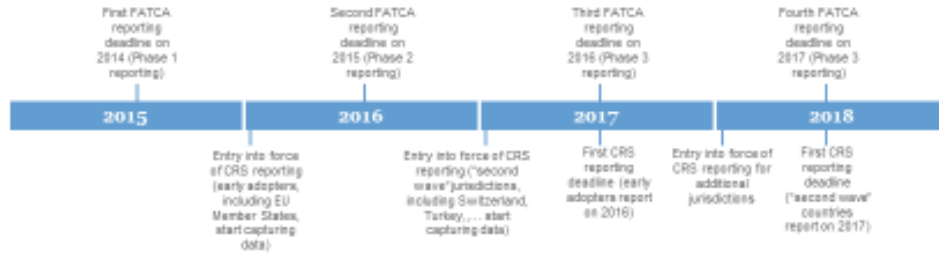 First FATCA
reporting
deadline on
2014 (Phase 1
reporting)
Second FATCA
reporting
deadline on
2015 (Phase 2
reporting)
Third FATCA
reporting
deadline on
2016 (Phase 3
reporting)
Fourth FATCA
reporting
deadline on
2017 (Phase 3
reporting)
2015
2016
2017
2018
Entry into force
of CRS reporting
(early adopters,
including EU
Member States,
start capturing
data)
Entry into force of CRS
reporting ("second
wave" jurisdictions,
including Switzerland,
Turkey,,... start
capturing data)
First CRS
reporting
deadline (early
adopters report
on 2016)
Entry into force of
CRS reporting for
additional
jurisdictions
First CRS
reporting
deadline
("second wave"
countries
report on 2017)